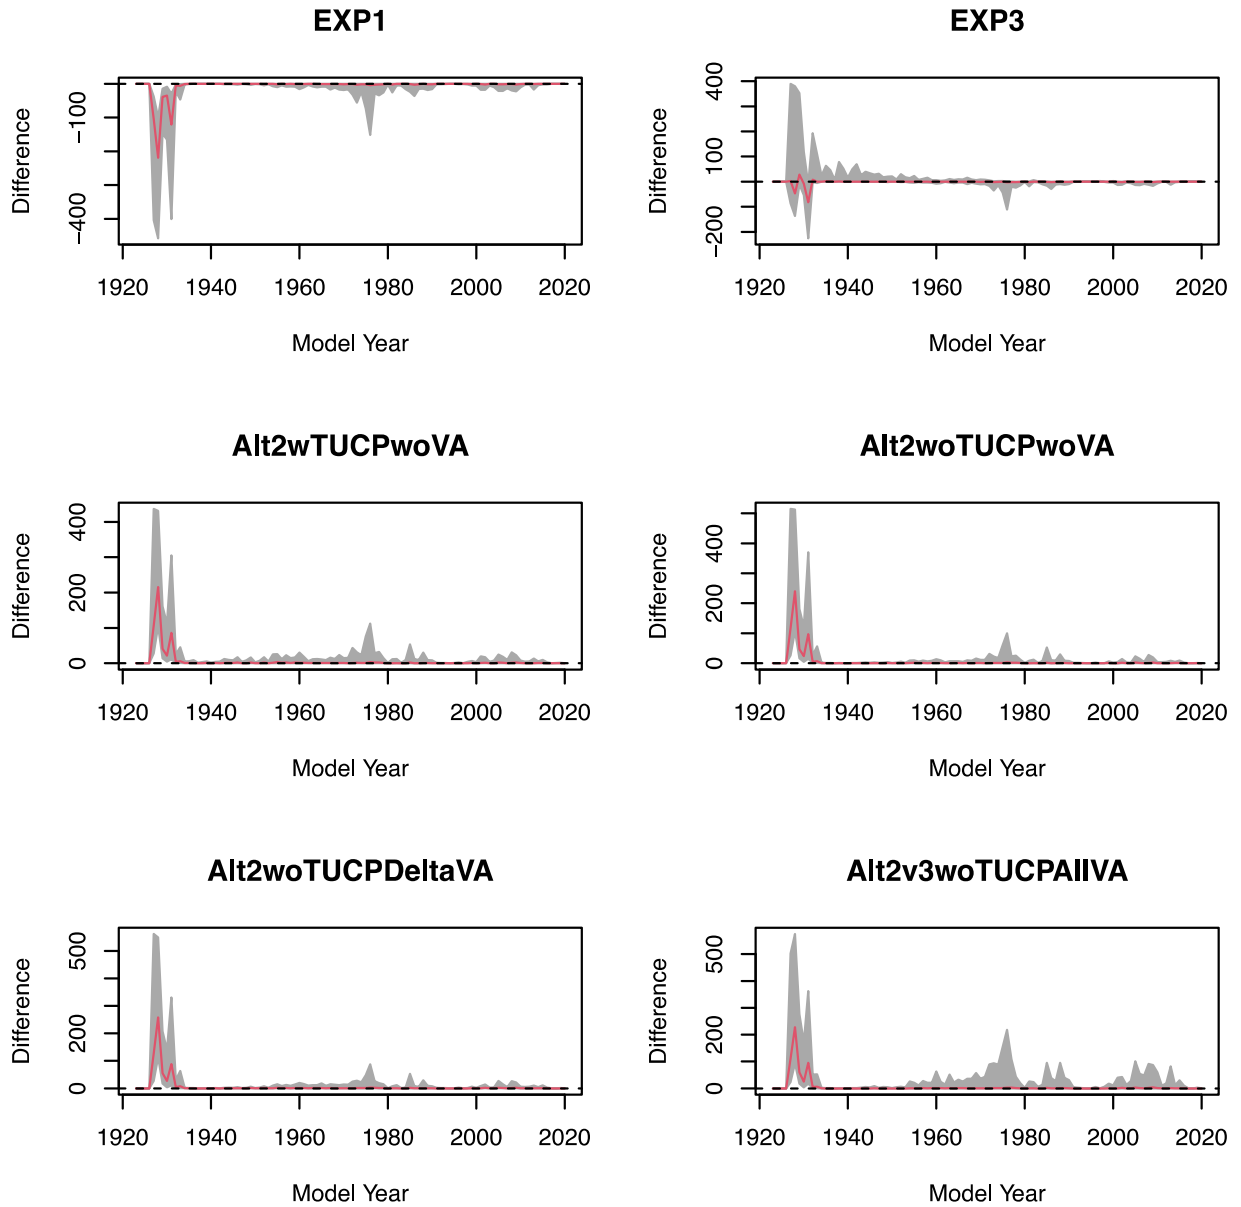 EXP1
EXP3
Difference
−100
−400
1920 1940 1960 1980 2000 2020
Model Year
Difference
400
100
−200
1920 1940 1960 1980 2000 2020
Model Year
Alt2wTUCPwoVA
Alt2woTUCPwoVA
Difference
400
200
0
1920 1940 1960 1980 2000 2020
Model Year
Difference
400
200
0
1920 1940 1960 1980 2000 2020
Model Year
Alt2woTUCPDeltaVA
Alt2v3woTUCPAllVA
Difference
500
200
0
1920 1940 1960 1980 2000 2020
Model Year
Difference
500
200
0
1920 1940 1960 1980 2000 2020
Model Year